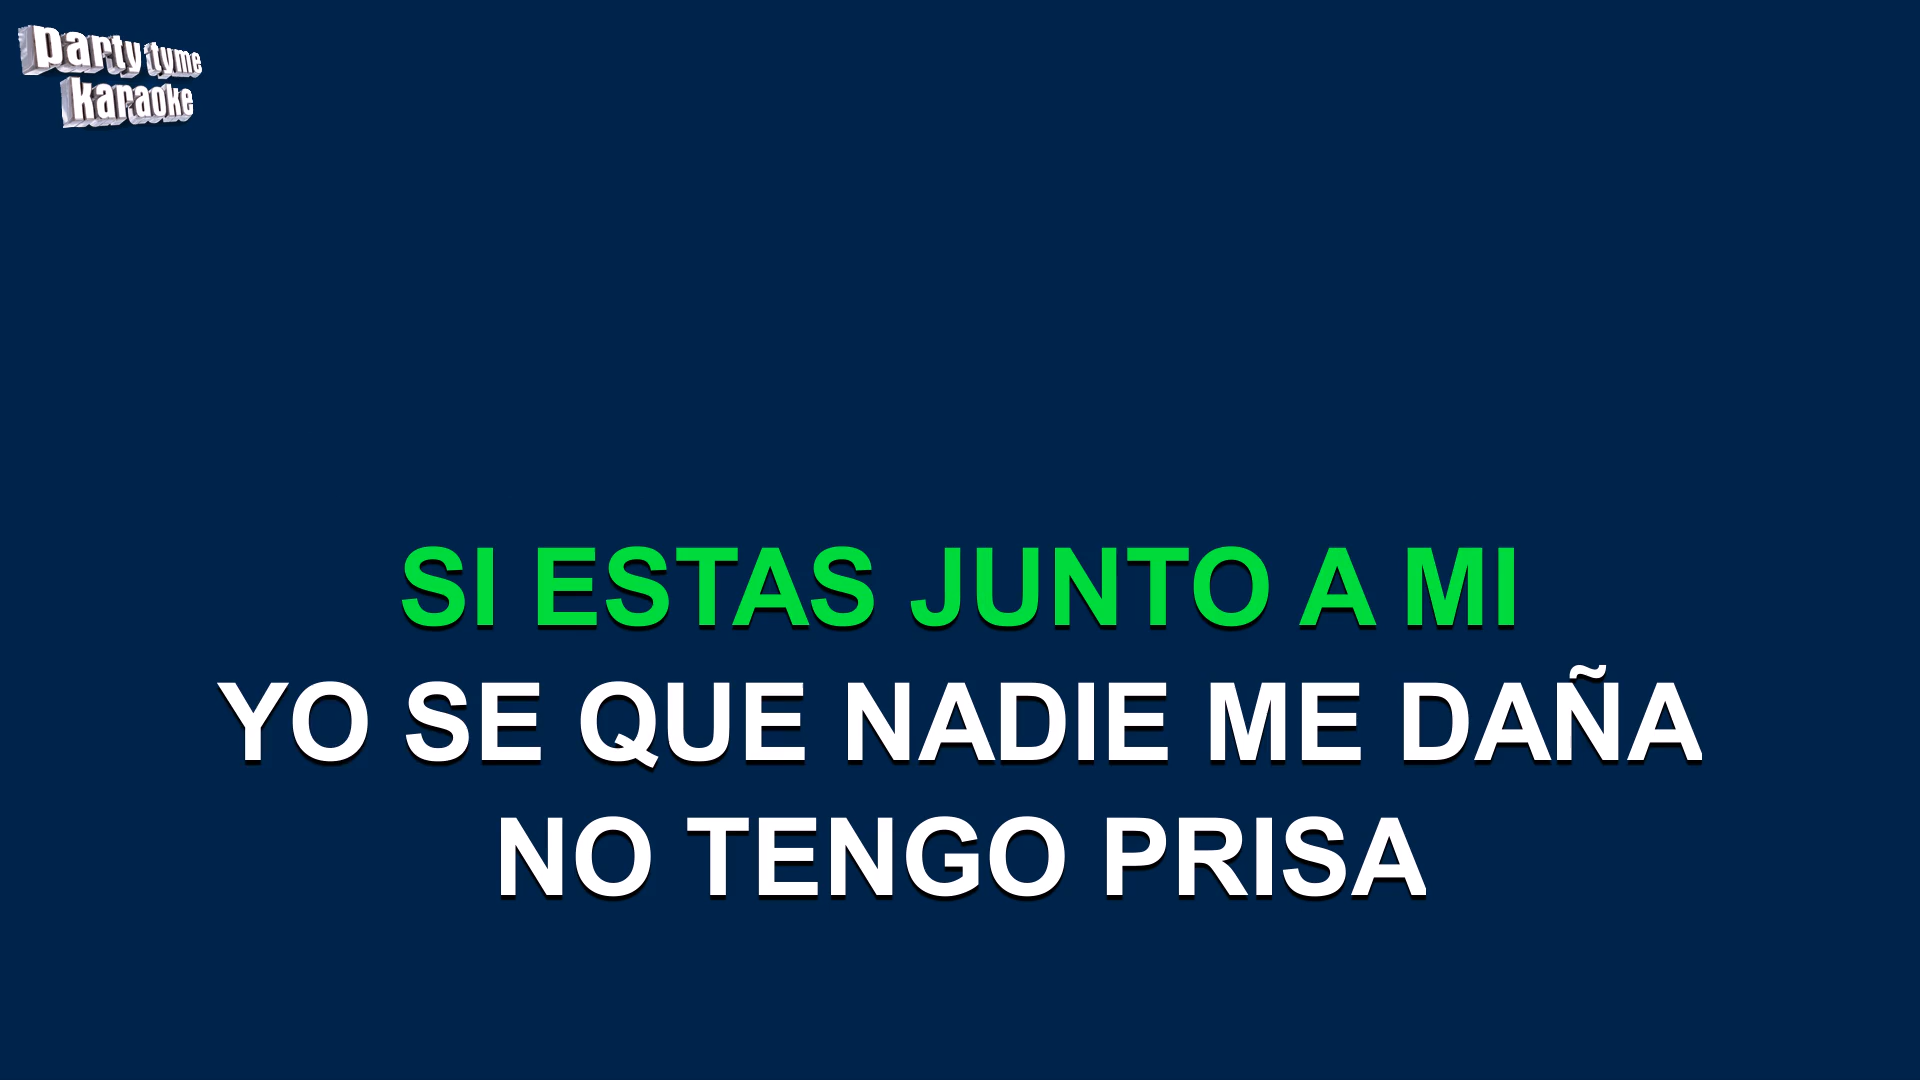 party tyme
karaoke
SI ESTAS JUNTO A MI
YO SE QUE NADIE ME DAÑA
NO TENGO PRISA